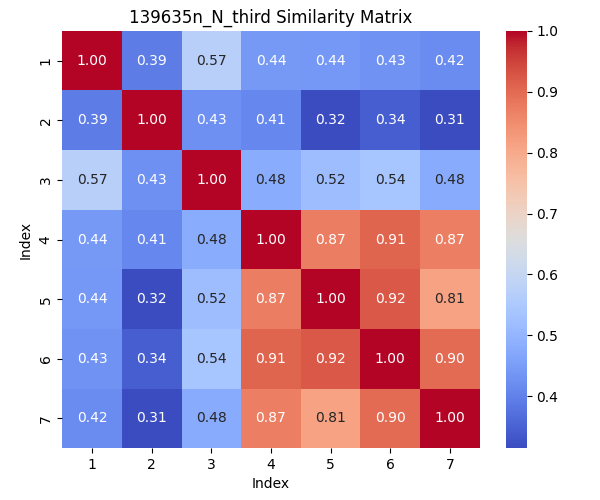 139635n_N_third Similarity Matrix
1 1.00 0.39 0.57 0.44 0.44 0.43 0.42
2 0.39 1.00 0.43 0.41 0.32 0.34 0.31
3 0.57 0.43 1.00 0.48 0.52 0.54 0.48
4 0.44 0.41 0.48 1.00 0.87 0.91 0.87
5 0.44 0.32 0.52 0.87 1.00 0.92 0.81
6 0.43 0.34 0.54 0.91 0.92 1.00 0.90
7 0.42 0.31 0.48 0.87 0.81 0.90 1.00
1 2 3 4 5 6 7
Index
Index
1.0
0.9
0.8
0.7
0.6
0.5
0.4